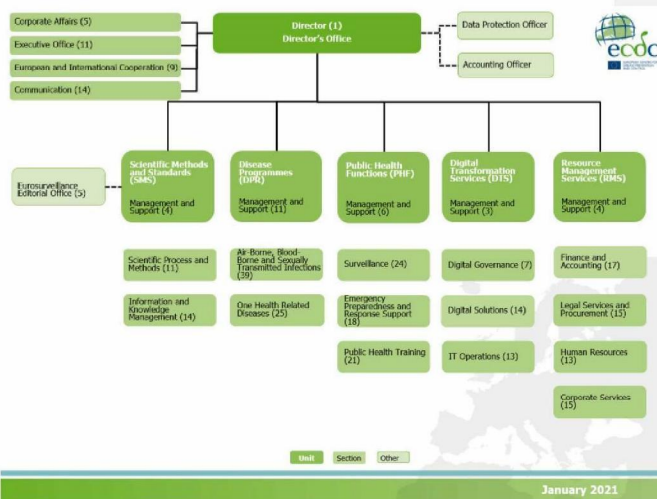 Corporate Affairs (5)
Executive Office (11)
European and International Cooperation (9)
Communication (14)
Director (1)
Director's Office
Data Protection Officer
Accounting Officer
ecdc
Eurosurveillance
Editorial Office (5)
Scientific Methods
and Standards
(SMS)
Management and
Support (4)
Scientific Process and
Methods (11)
Information and
Knowledge
Management (14)
Disease
Programmes
(DPR)
Management and
Support (11)
Air-Borne, Blood-
Borne and Sexually
Transmitted Infections
(39)
One Health Related
Diseases (25)
Public Health
Functions (PHF)
Management and
Support (6)
Surveillance (24)
Emergency
Preparedness and
Response Support
(18)
Public Health Training
(21)
Digital
Transformation
Services (DTS)
Management and
Support (3)
Digital Governance (7)
Digital Solutions (14)
IT Operations (13)
Resource
Management
Services (RMS)
Management and
Support (4)
Finance and
Accounting (17)
Legal Services and
Procurement (15)
Human Resources
(13)
Corporate Services
(15)
Unit
Section
Other
January 2021